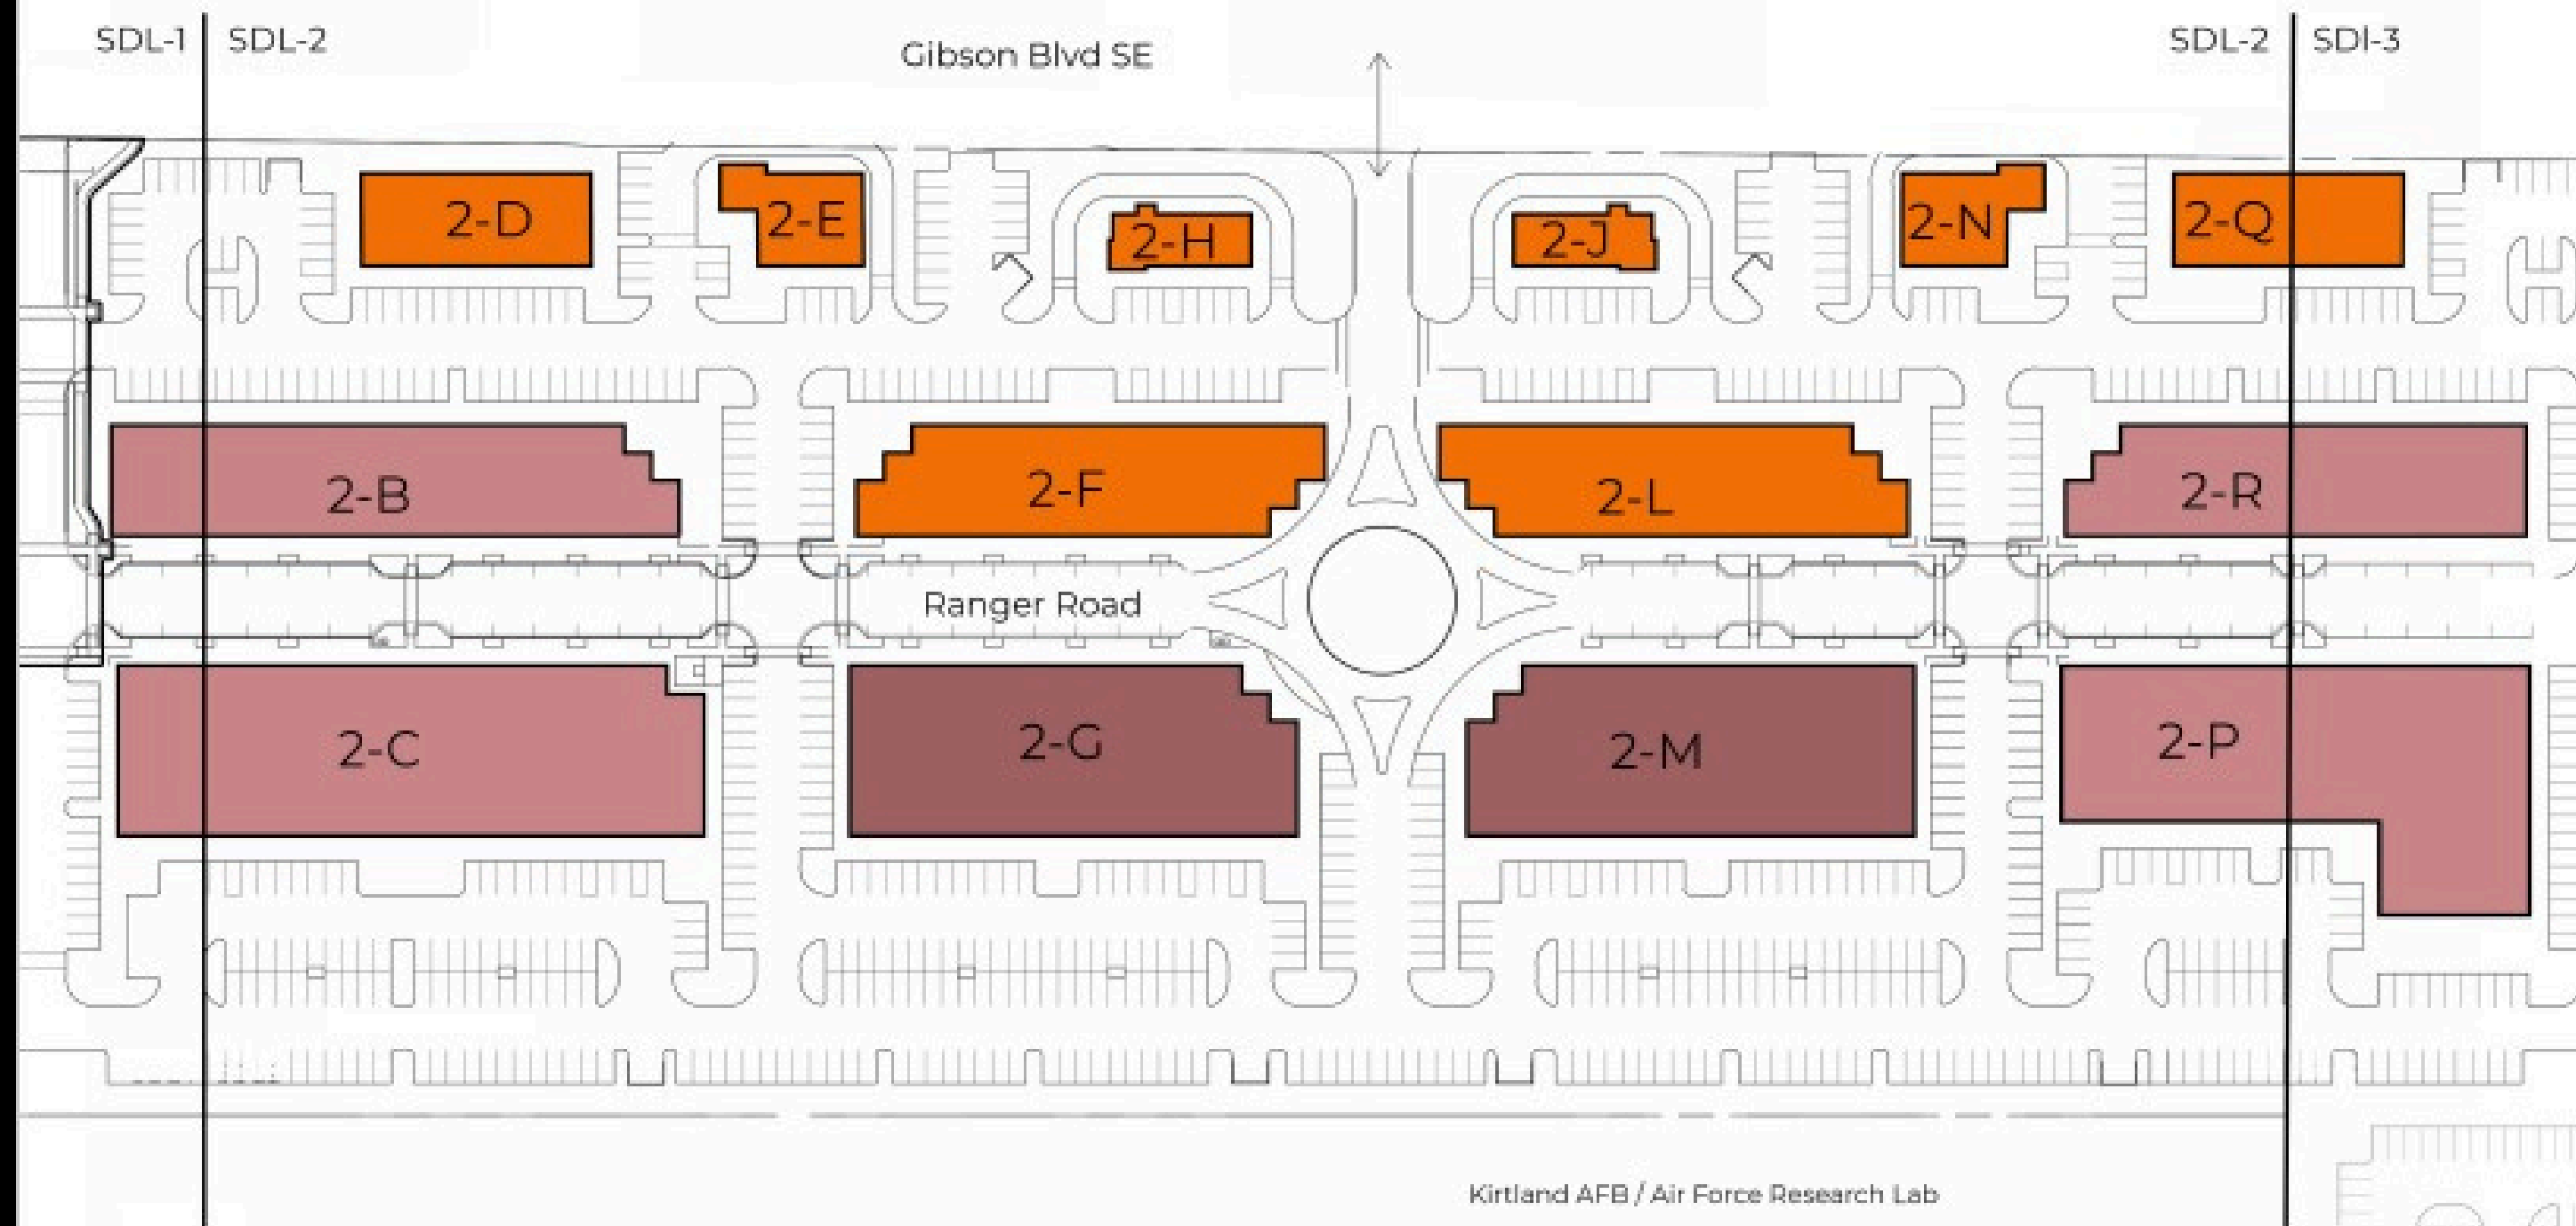 SDL-1
SDL-2
Gibson Blvd SE
SDL-2
SDl-3
2-D
2-E
2-H
2-J
2-N
2-Q
2-B
2-F
2-L
2-R
Ranger Road
2-C
2-G
2-M
2-P
Kirtland AFB / Air Force Research Lab